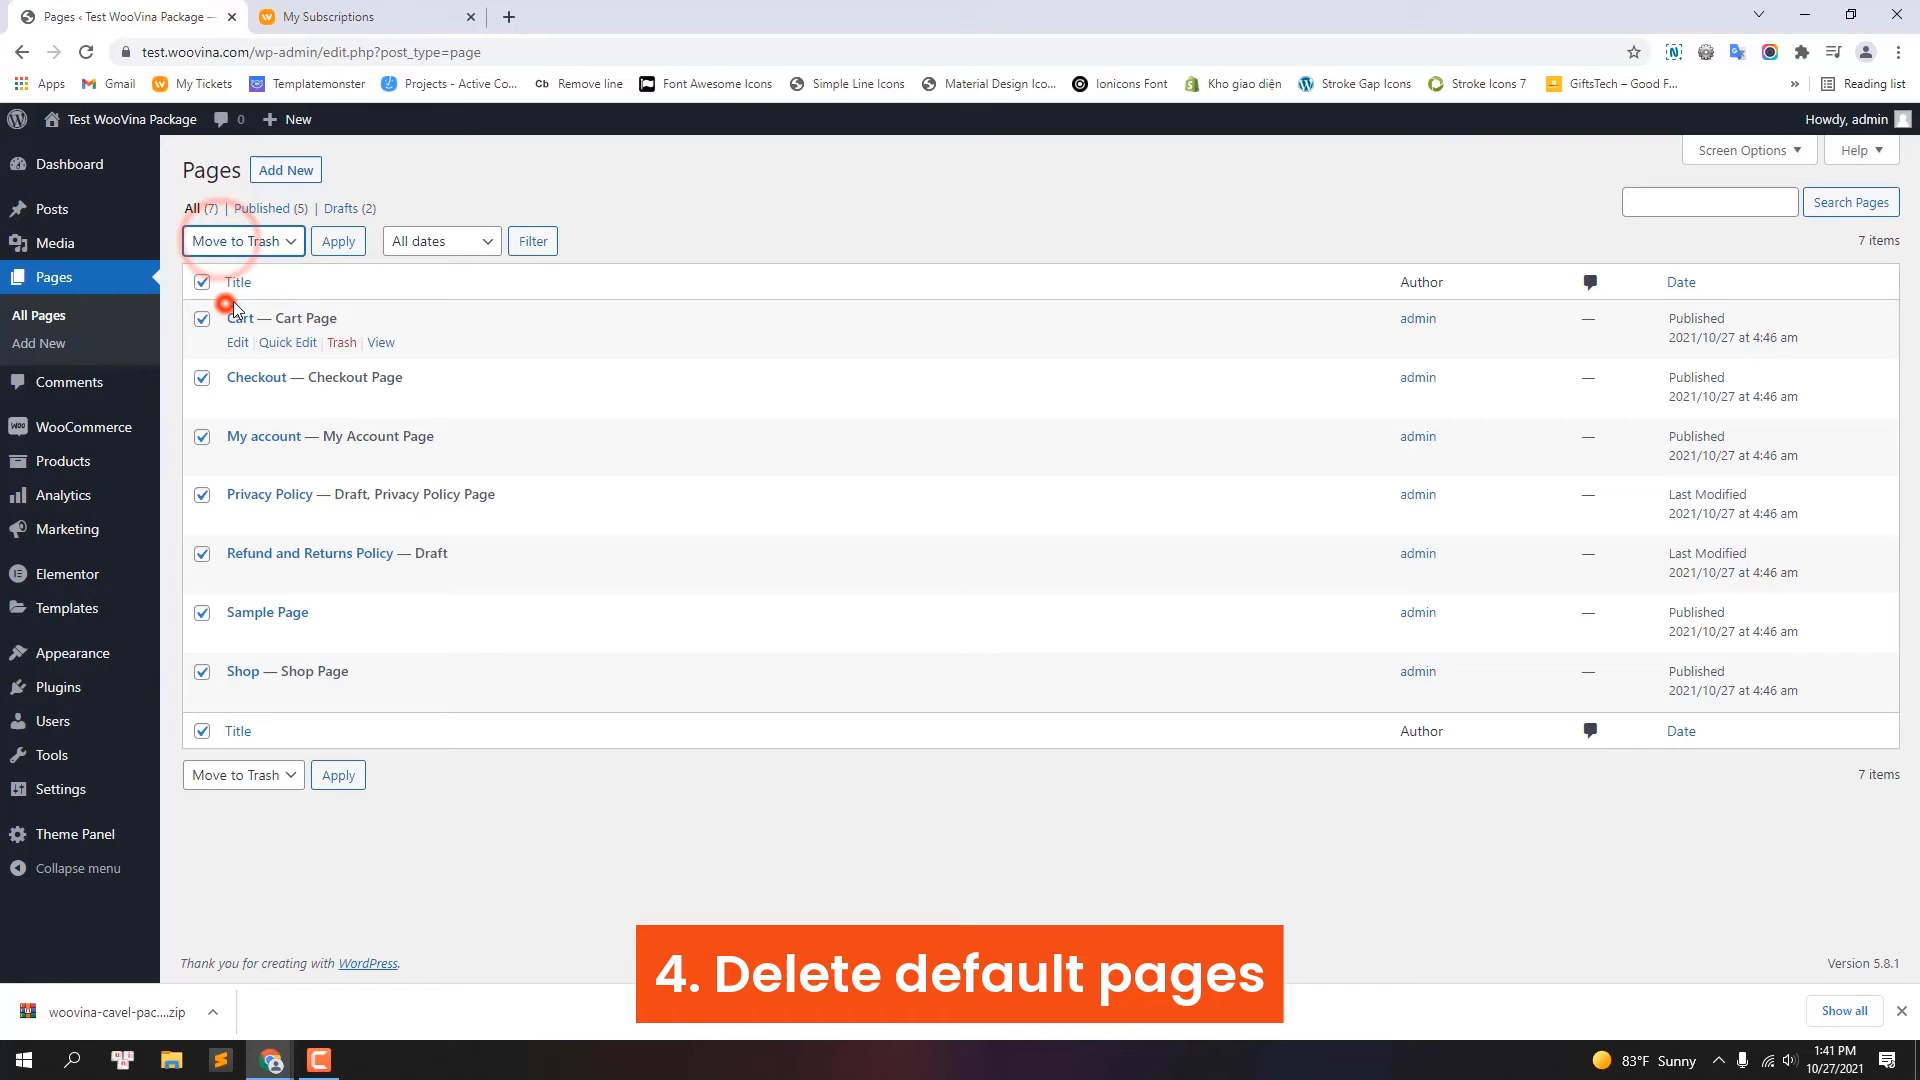 Pages ‹ Test WooVina Package —
My Subscriptions
test.woovina.com/wp-admin/edit.php?post_type=page
Apps
Gmail
My Tickets
Templatemonster
Projects - Active Co...
Cb Remove line
Font Awesome Icons
Simple Line Icons
Material Design Ico...
Ionicons Font
Kho giao diện
Stroke Gap Icons
Stroke Icons 7
GiftsTech – Good F...
»
Reading list
Test WooVina Package
0
+ New
Howdy, admin
Dashboard
Posts
Media
Pages
All Pages
Add New
Comments
WooCommerce
Products
Analytics
Marketing
Elementor
Templates
Appearance
Plugins
Users
Tools
Settings
Theme Panel
Collapse menu
Screen Options
Help
Pages Add New
All (7) | Published (5) | Drafts (2)
Search Pages
Move to Trash Apply All dates Filter
7 items
Title Author Date
Cart — Cart Page admin — Published
2021/10/27 at 4:46 am
Edit | Quick Edit | Trash | View
Checkout — Checkout Page admin — Published
2021/10/27 at 4:46 am
My account — My Account Page admin — Published
2021/10/27 at 4:46 am
Privacy Policy — Draft, Privacy Policy Page admin — Last Modified
2021/10/27 at 4:46 am
Refund and Returns Policy — Draft admin — Last Modified
2021/10/27 at 4:46 am
Sample Page admin — Published
2021/10/27 at 4:46 am
Shop — Shop Page admin — Published
2021/10/27 at 4:46 am
Title Author Date
Move to Trash Apply
7 items
Thank you for creating with WordPress.
Version 5.8.1
4. Delete default pages
woovina-cavel-pac....zip
Show all
83°F Sunny
1:41 PM
10/27/2021